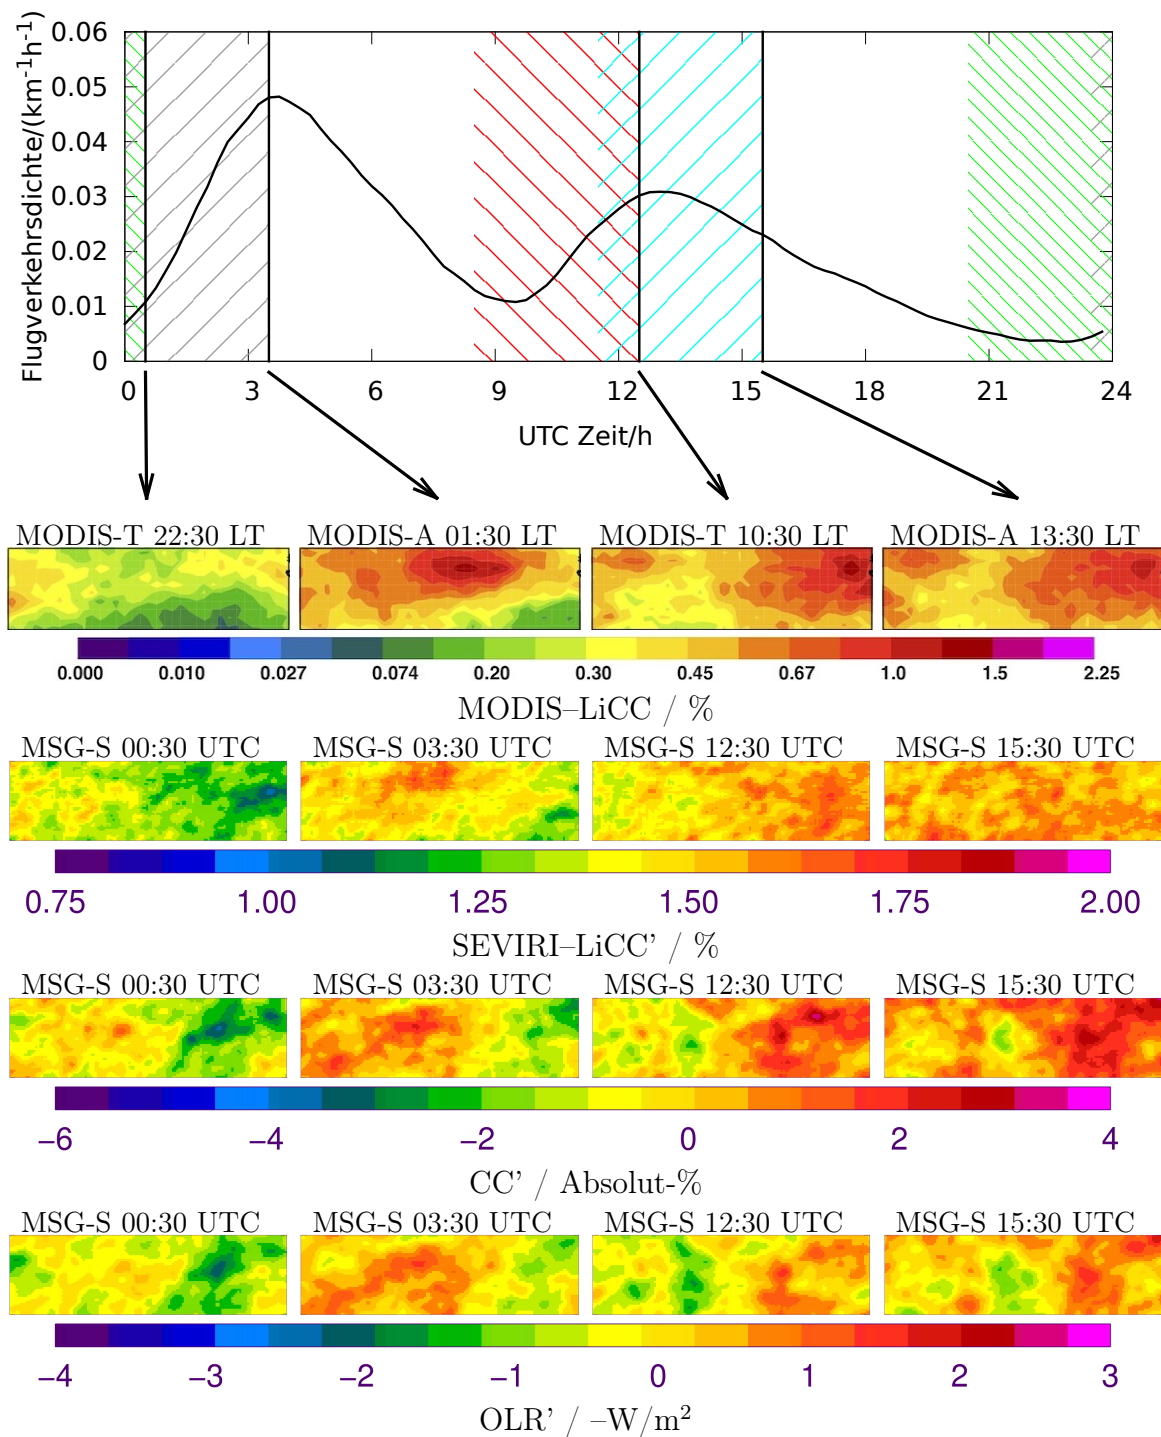 Flugverkehrsdichte/(km⁻¹h⁻¹)
0.06
0.05
0.04
0.03
0.02
0.01
0
0 3 6 9 12 15 18 21 24
UTC Zeit/h
MODIS-T 22:30 LT MODIS-A 01:30 LT MODIS-T 10:30 LT MODIS-A 13:30 LT
0.000 0.010 0.027 0.074 0.20 0.30 0.45 0.67 1.0 1.5 2.25
MODIS–LiCC / %
MSG-S 00:30 UTC MSG-S 03:30 UTC MSG-S 12:30 UTC MSG-S 15:30 UTC
0.75 1.00 1.25 1.50 1.75 2.00
SEVIRI–LiCC' / %
MSG-S 00:30 UTC MSG-S 03:30 UTC MSG-S 12:30 UTC MSG-S 15:30 UTC
−6 −4 −2 0 2 4
CC' / Absolut-%
MSG-S 00:30 UTC MSG-S 03:30 UTC MSG-S 12:30 UTC MSG-S 15:30 UTC
−4 −3 −2 −1 0 1 2 3
OLR' / –W/m²